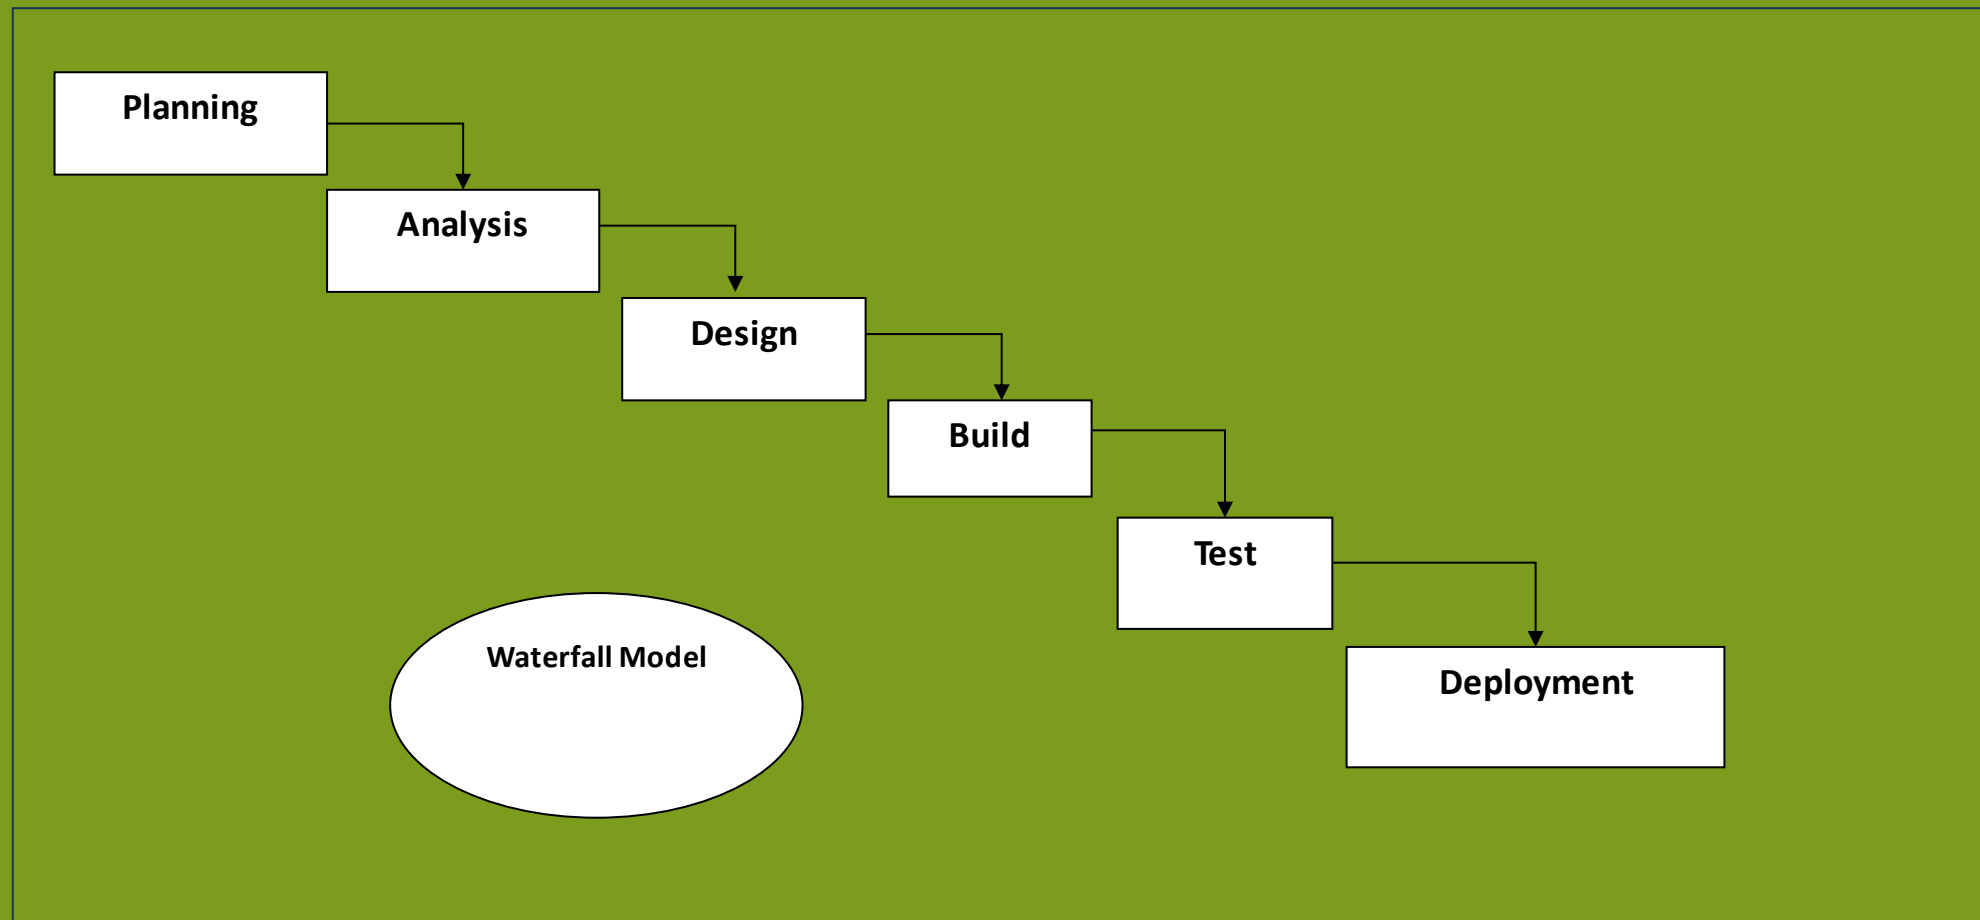 Planning
Analysis
Design
Build
Test
Waterfall Model
Deployment